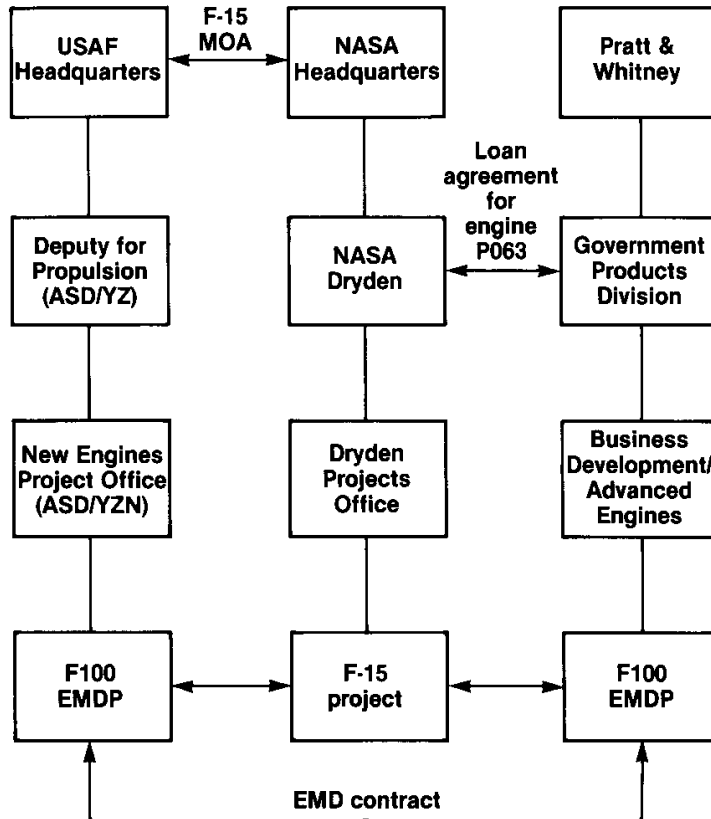 USAF
Headquarters
F-15
MOA
NASA
Headquarters
Pratt &
Whitney
Loan
agreement
for
engine
P063
Deputy for
Propulsion
(ASD/YZ)
NASA
Dryden
Government
Products
Division
New Engines
Project Office
(ASD/YZN)
Dryden
Projects
Office
Business
Development/
Advanced
Engines
F100
EMDP
F-15
project
F100
EMDP
EMD contract